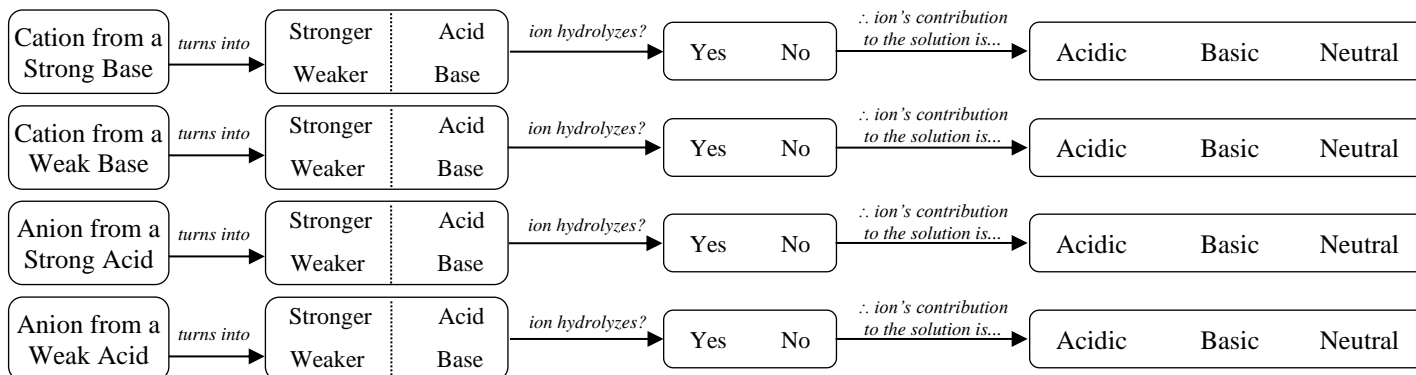 Cation from a
Strong Base
turns into
Stronger Acid
Weaker Base
ion hydrolyzes?
Yes No
∴ ion’s contribution
to the solution is...
Acidic Basic Neutral
Cation from a
Weak Base
turns into
Stronger Acid
Weaker Base
ion hydrolyzes?
Yes No
∴ ion’s contribution
to the solution is...
Acidic Basic Neutral
Anion from a
Strong Acid
turns into
Stronger Acid
Weaker Base
ion hydrolyzes?
Yes No
∴ ion’s contribution
to the solution is...
Acidic Basic Neutral
Anion from a
Weak Acid
turns into
Stronger Acid
Weaker Base
ion hydrolyzes?
Yes No
∴ ion’s contribution
to the solution is...
Acidic Basic Neutral